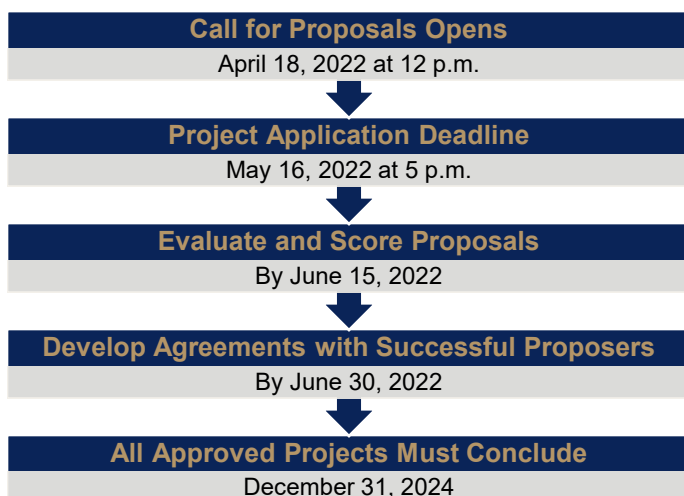 Call for Proposals Opens
April 18, 2022 at 12 p.m.
Project Application Deadline
May 16, 2022 at 5 p.m.
Evaluate and Score Proposals
By June 15, 2022
Develop Agreements with Successful Proposers
By June 30, 2022
All Approved Projects Must Conclude
December 31, 2024